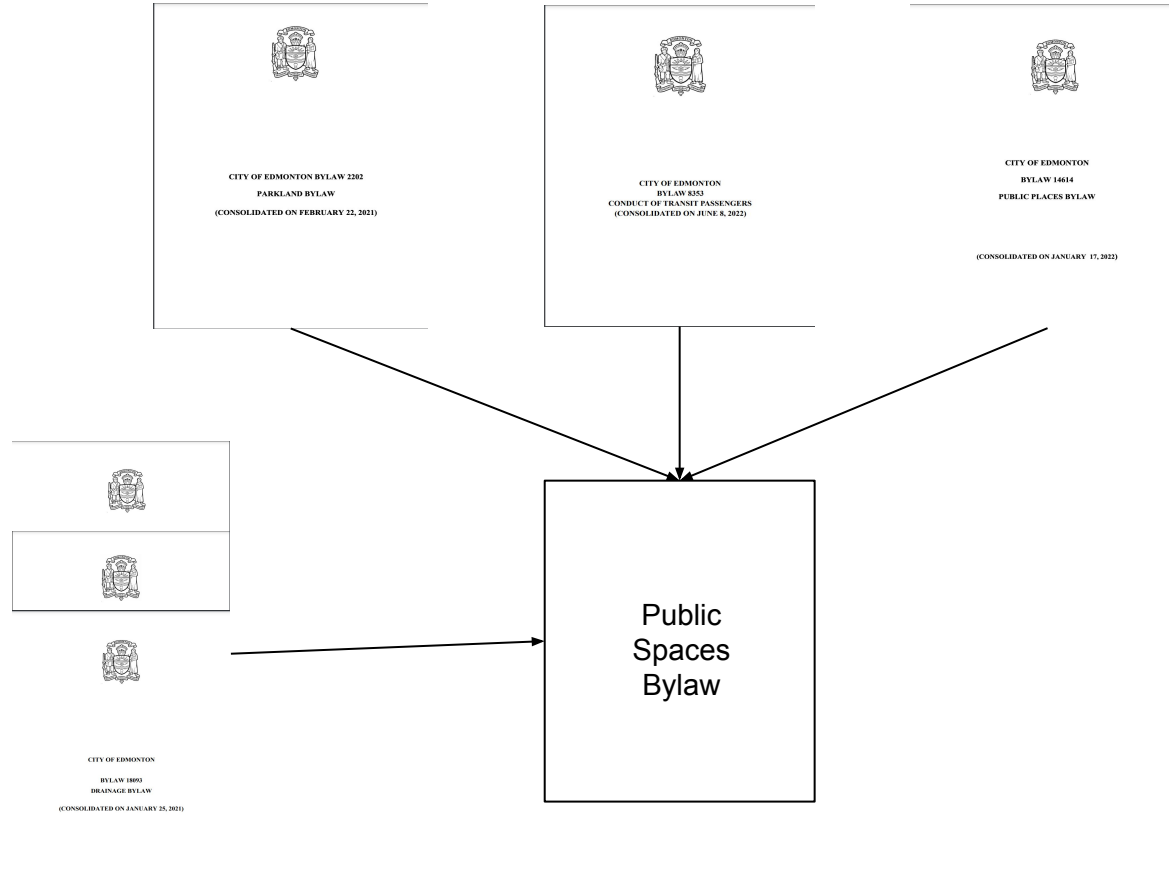 CITY OF EDMONTON BYLAW 2202
PARKLAND BYLAW
(CONSOLIDATED ON FEBRUARY 22, 2021)
CITY OF EDMONTON
BYLAW 8353
CONDUCT OF TRANSIT PASSENGERS
(CONSOLIDATED ON JUNE 8, 2022)
CITY OF EDMONTON
BYLAW 14614
PUBLIC PLACES BYLAW
(CONSOLIDATED ON JANUARY 17, 2022)
CITY OF EDMONTON
BYLAW 18093
DRAINAGE BYLAW
(CONSOLIDATED ON JANUARY 25, 2021)
Public
Spaces
Bylaw